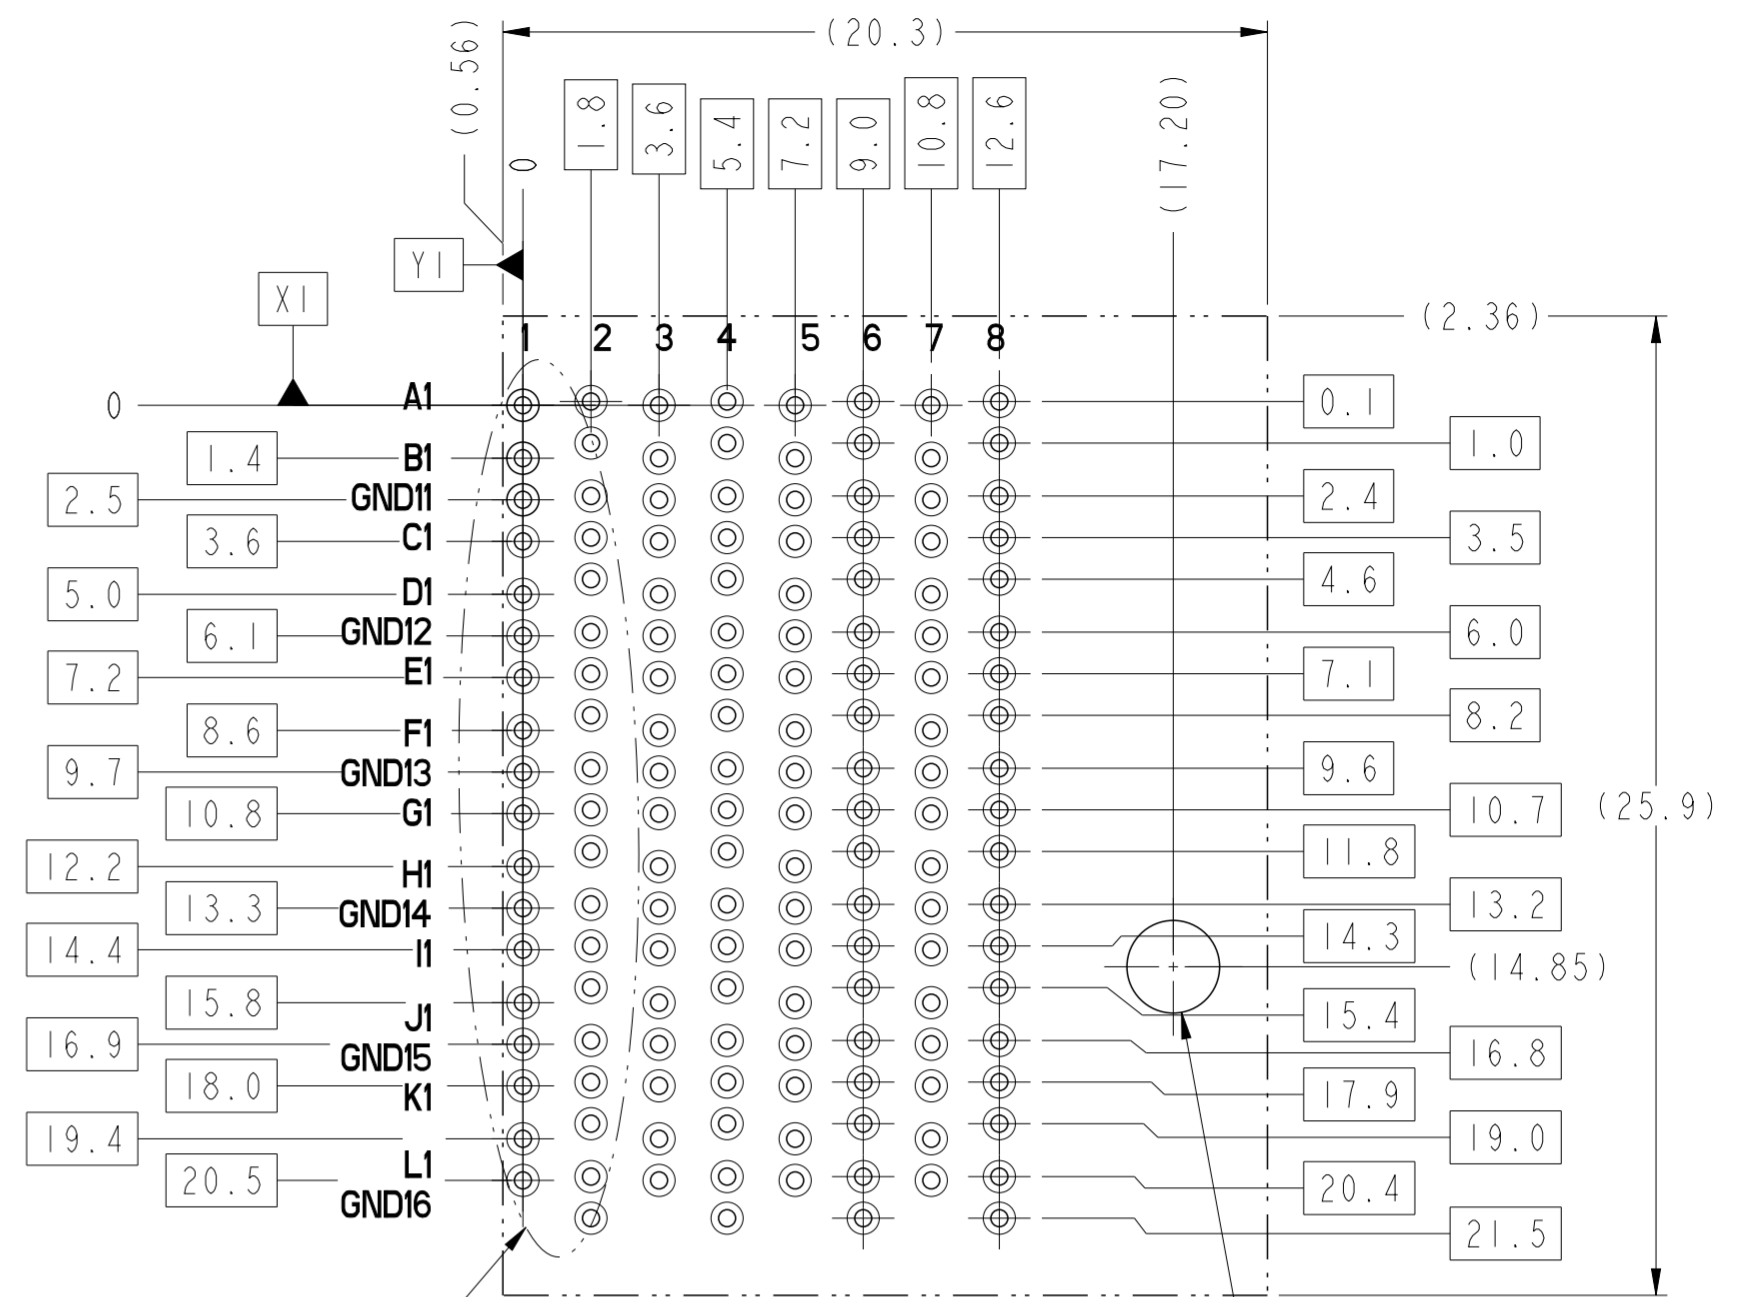 (20.3)
(0.56)
0
1.8
3.6
5.4
7.2
9.0
10.8
12.6
(17.20)
Y1
X1
(2.36)
1 2 3 4 5 6 7 8
0 A1 0.1
1.4 B1 1.0
2.5 GND11 2.4
3.6 C1 3.5
5.0 D1 4.6
6.1 GND12 6.0
7.2 E1 7.1
8.6 F1 8.2
9.7 GND13 9.6
10.8 G1 10.7
(25.9)
12.2 H1 11.8
13.3 GND14 13.2
14.4 I1 14.3
(14.85)
15.8 J1 15.4
16.9 GND15 16.8
18.0 K1 17.9
19.4 L1 19.0
20.5 GND16 20.4
21.5